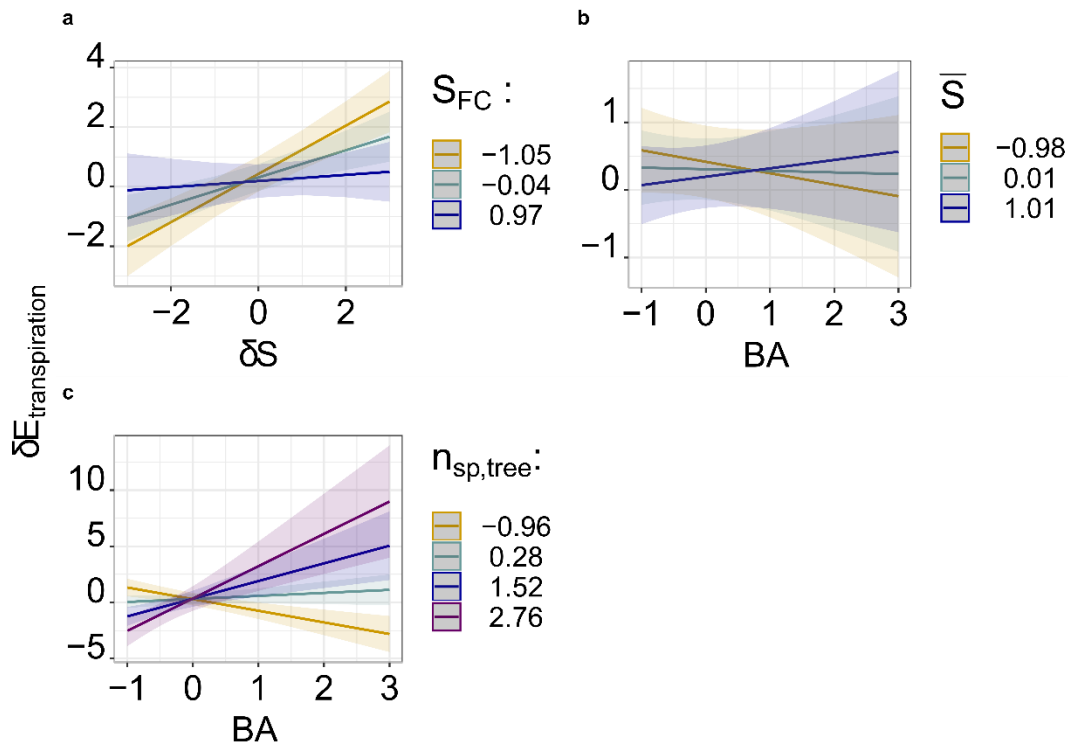 a
4
2
0
−2
−2 0 2
δS
S_FC :
−1.05
−0.04
0.97
b
1
0
−1
−1 0 1 2 3
BA
S̅
−0.98
0.01
1.01
δE_transpiration
c
10
5
0
−5
−1 0 1 2 3
BA
n_sp,tree:
−0.96
0.28
1.52
2.76